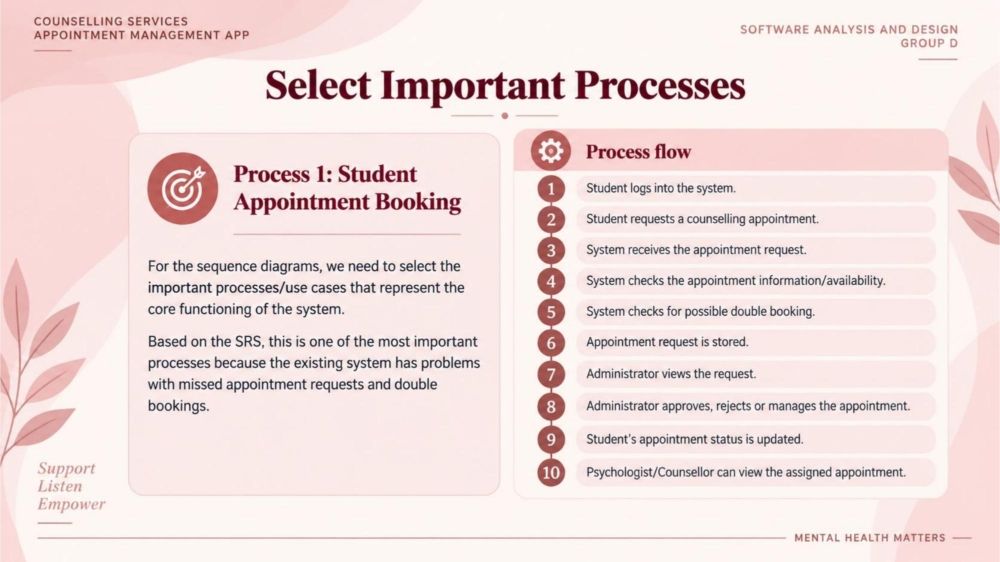 COUNSELLING SERVICES
APPOINTMENT MANAGEMENT APP
SOFTWARE ANALYSIS AND DESIGN
GROUP D
Select Important Processes
Process 1: Student
Appointment Booking
For the sequence diagrams, we need to select the
important processes/use cases that represent the
core functioning of the system.
Based on the SRS, this is one of the most important
processes because the existing system has problems
with missed appointment requests and double
bookings.
Process flow
1 Student logs into the system.
2 Student requests a counselling appointment.
3 System receives the appointment request.
4 System checks the appointment information/availability.
5 System checks for possible double booking.
6 Appointment request is stored.
7 Administrator views the request.
8 Administrator approves, rejects or manages the appointment.
9 Student’s appointment status is updated.
10 Psychologist/Counsellor can view the assigned appointment.
Support
Listen
Empower
MENTAL HEALTH MATTERS